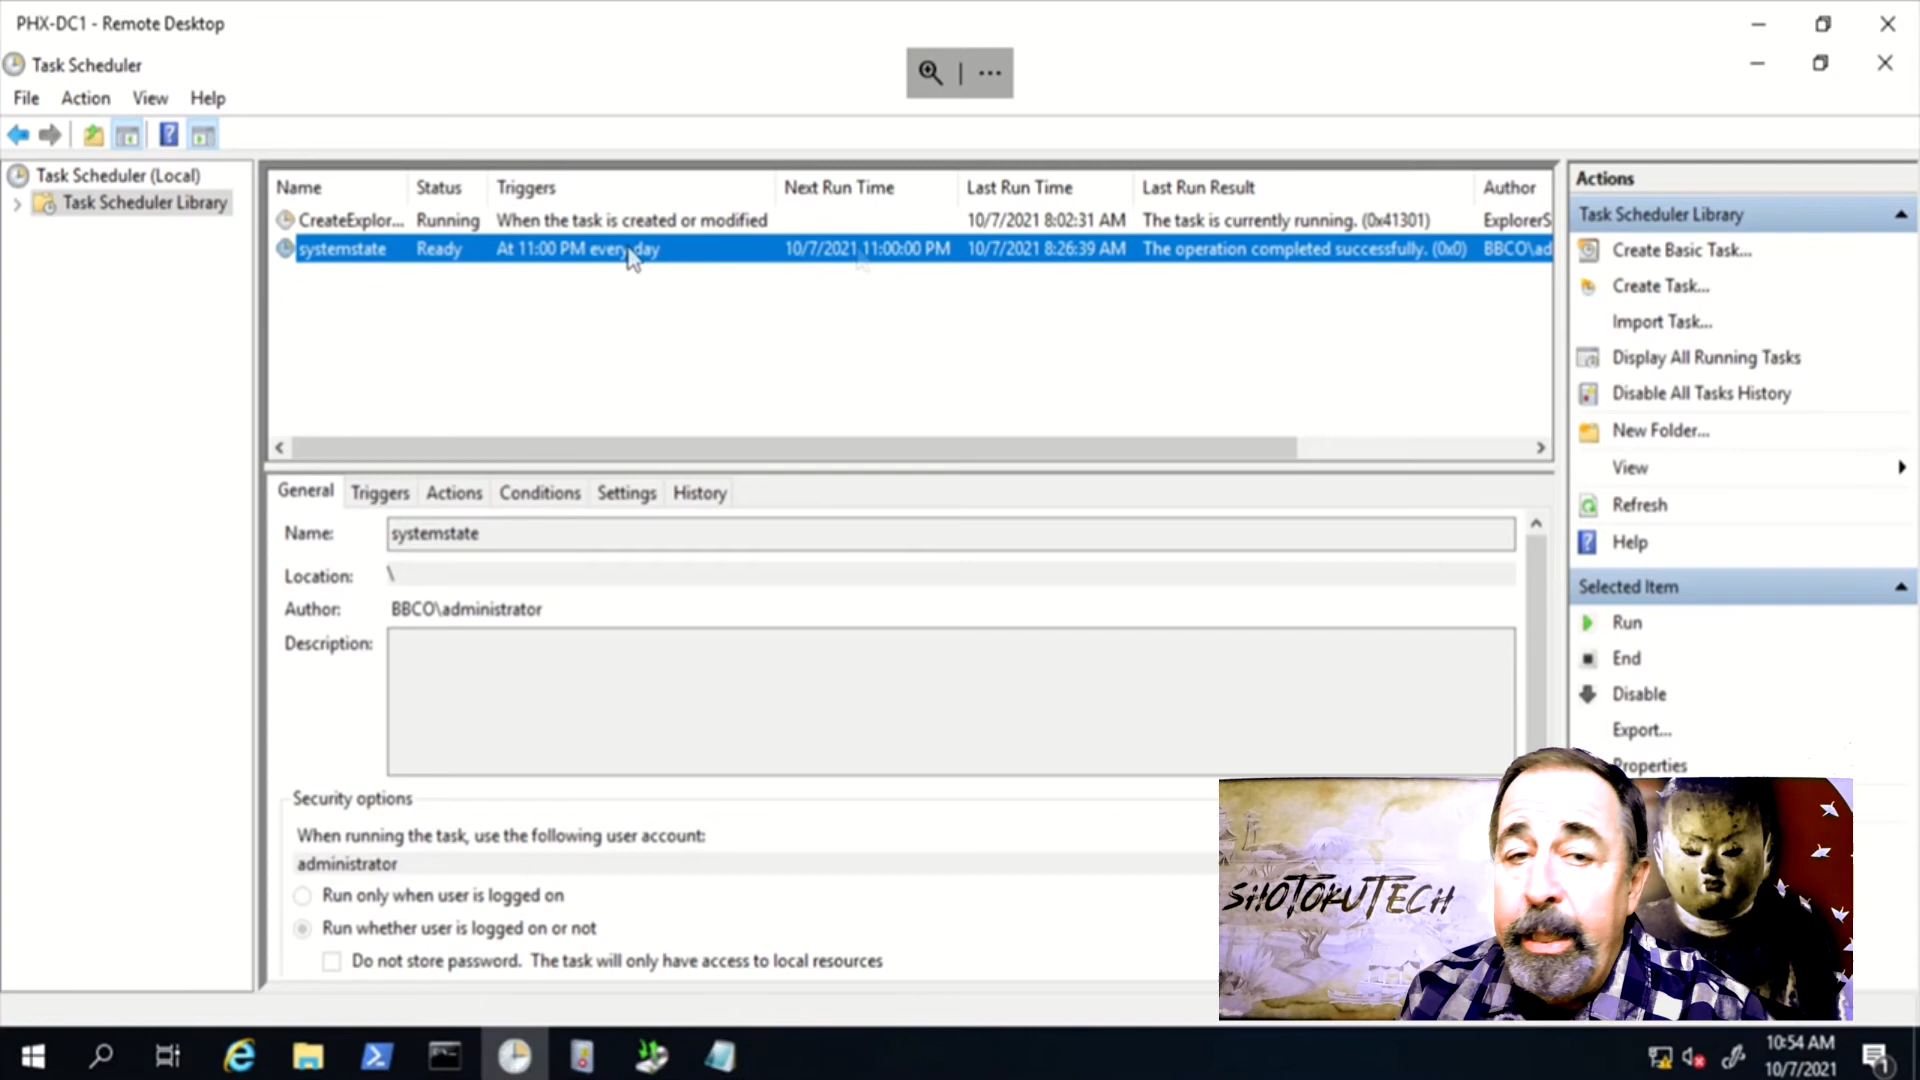 PHX-DC1 - Remote Desktop
Task Scheduler
File Action View Help
Task Scheduler (Local)
Task Scheduler Library
Name Status Triggers Next Run Time Last Run Time Last Run Result Author
CreateExplor... Running When the task is created or modified 10/7/2021 8:02:31 AM The task is currently running. (0x41301) ExplorerS
systemstate Ready At 11:00 PM every day 10/7/2021 11:00:00 PM 10/7/2021 8:26:39 AM The operation completed successfully. (0x0) BBCO\ad
General Triggers Actions Conditions Settings History
Name: systemstate
Location: \
Author: BBCO\administrator
Description:
Security options
When running the task, use the following user account:
administrator
Run only when user is logged on
Run whether user is logged on or not
Do not store password. The task will only have access to local resources
Actions
Task Scheduler Library
Create Basic Task...
Create Task...
Import Task...
Display All Running Tasks
Disable All Tasks History
New Folder...
View
Refresh
Help
Selected Item
Run
End
Disable
Export...
Properties
SHOTOKUTECH
10:54 AM
10/7/2021
1